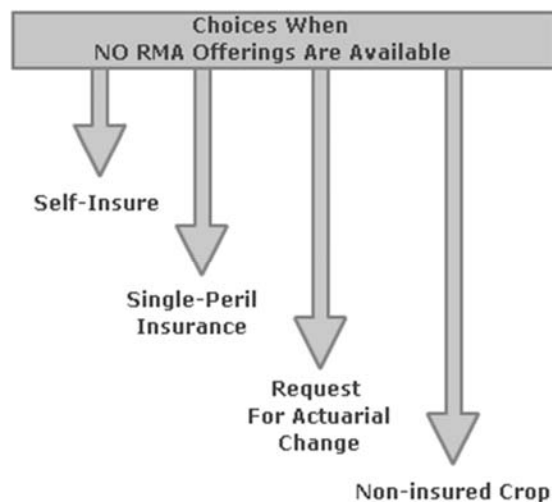 Choices When
NO RMA Offerings Are Available
Self-Insure
Single-Peril
Insurance
Request
For Actuarial
Change
Non-insured Crop